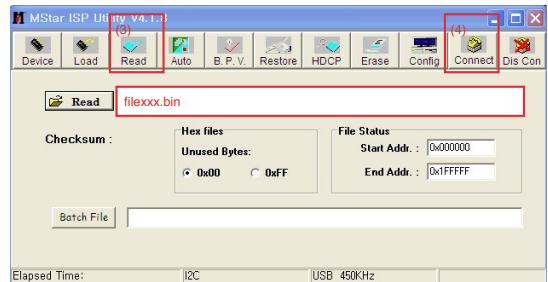 MStar ISP Utility V4.1.8
(3)
(4)
Device Load Read Auto B. P. V. Restore HDCP Erase Config Connect Dis Con
Read filexxx.bin
Checksum :
Hex files
Unused Bytes:
0x00 0xFF
File Status
Start Addr. : 0x000000
End Addr. : 0x1FFFFF
Batch File
Elapsed Time: I2C USB 450KHz